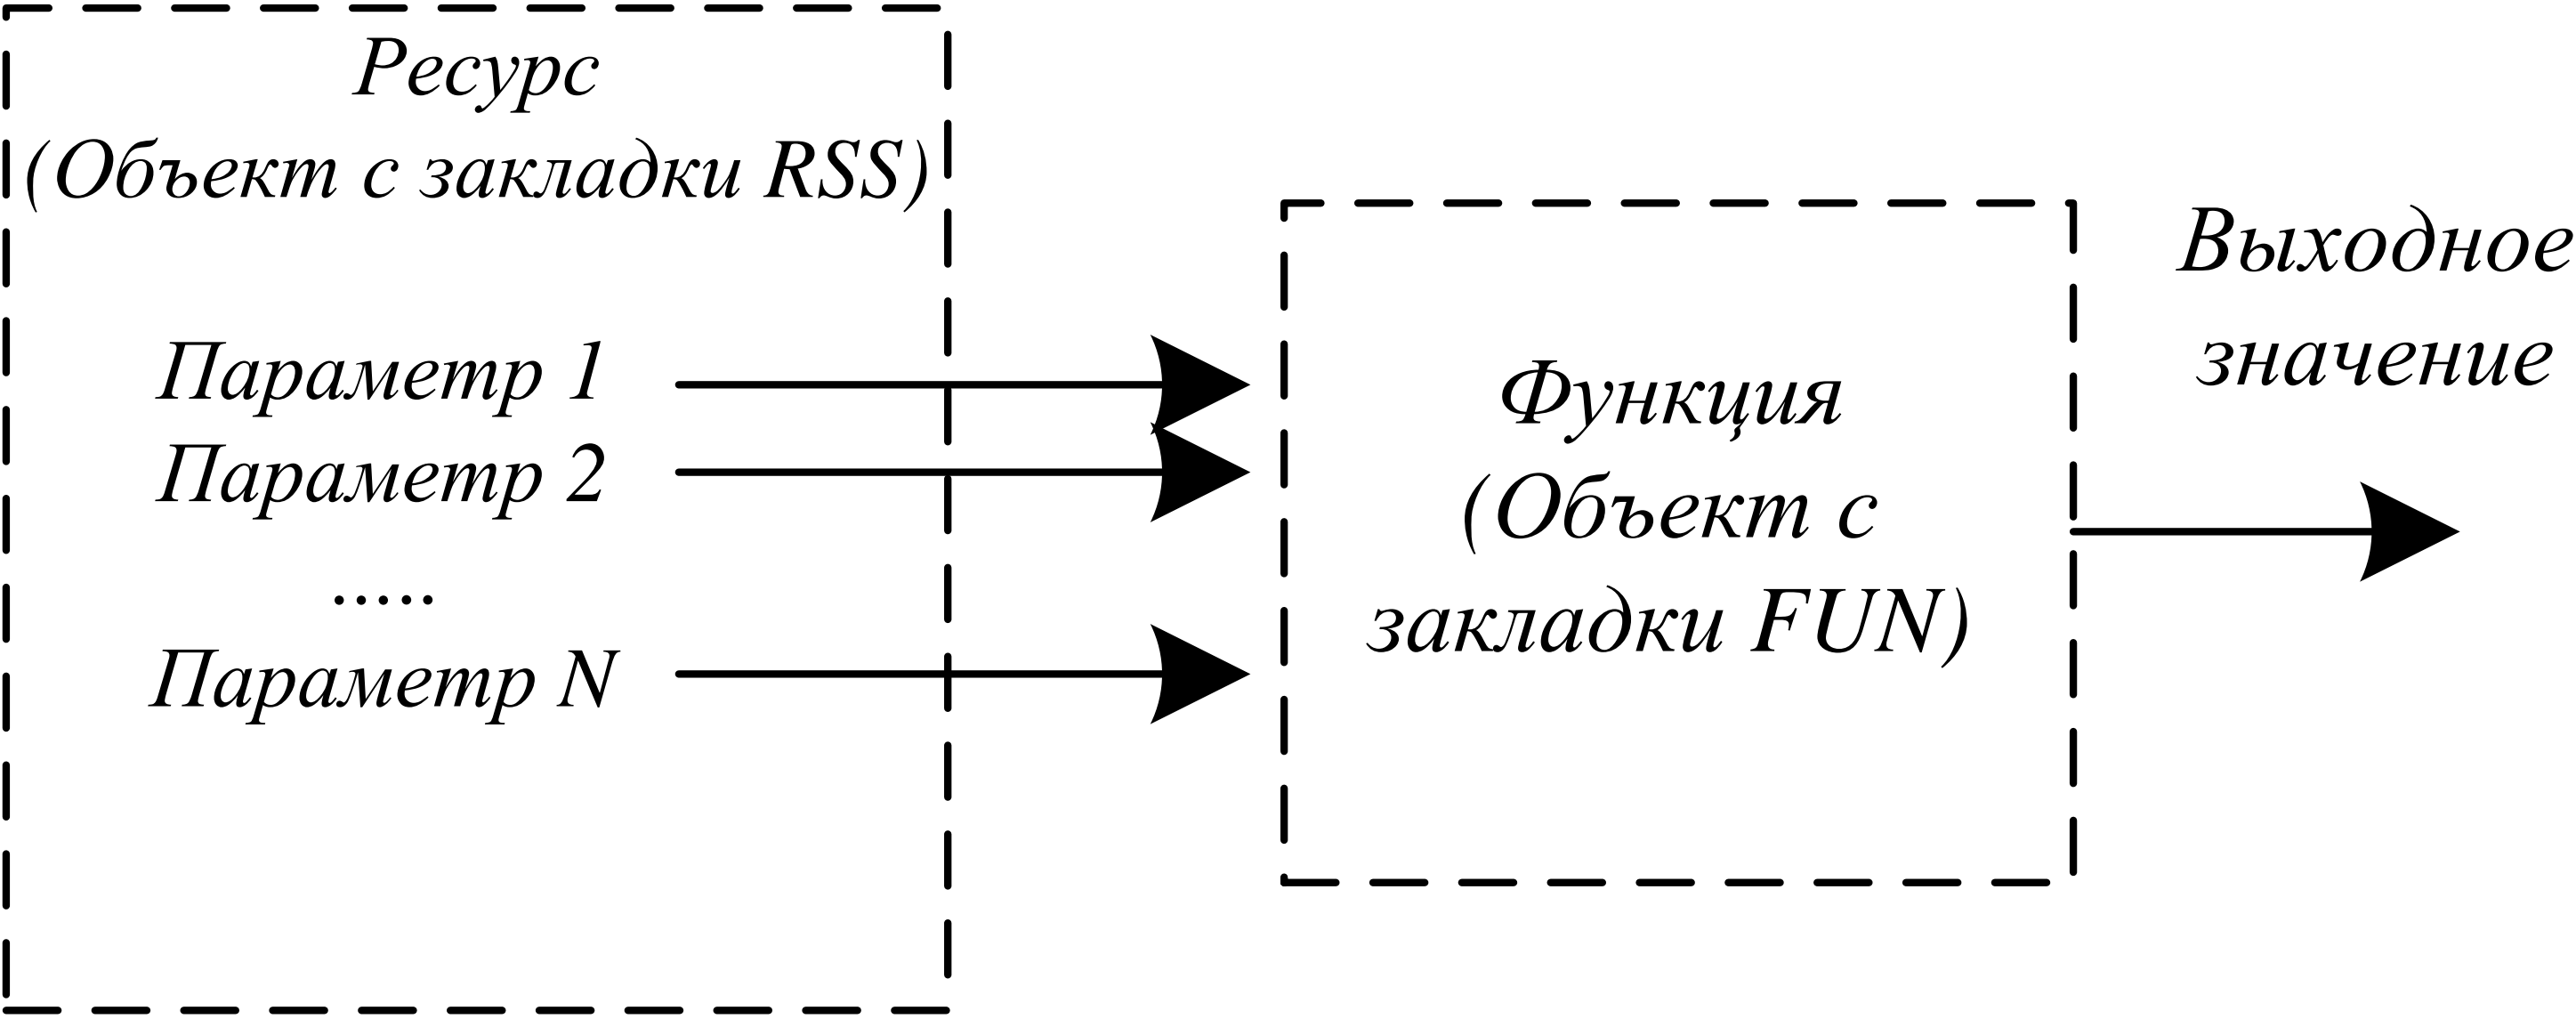 Ресурс
(Объект с закладки RSS)
Параметр 1
Параметр 2
.....
Параметр N
Функция
(Объект с
закладки FUN)
Выходное
значение